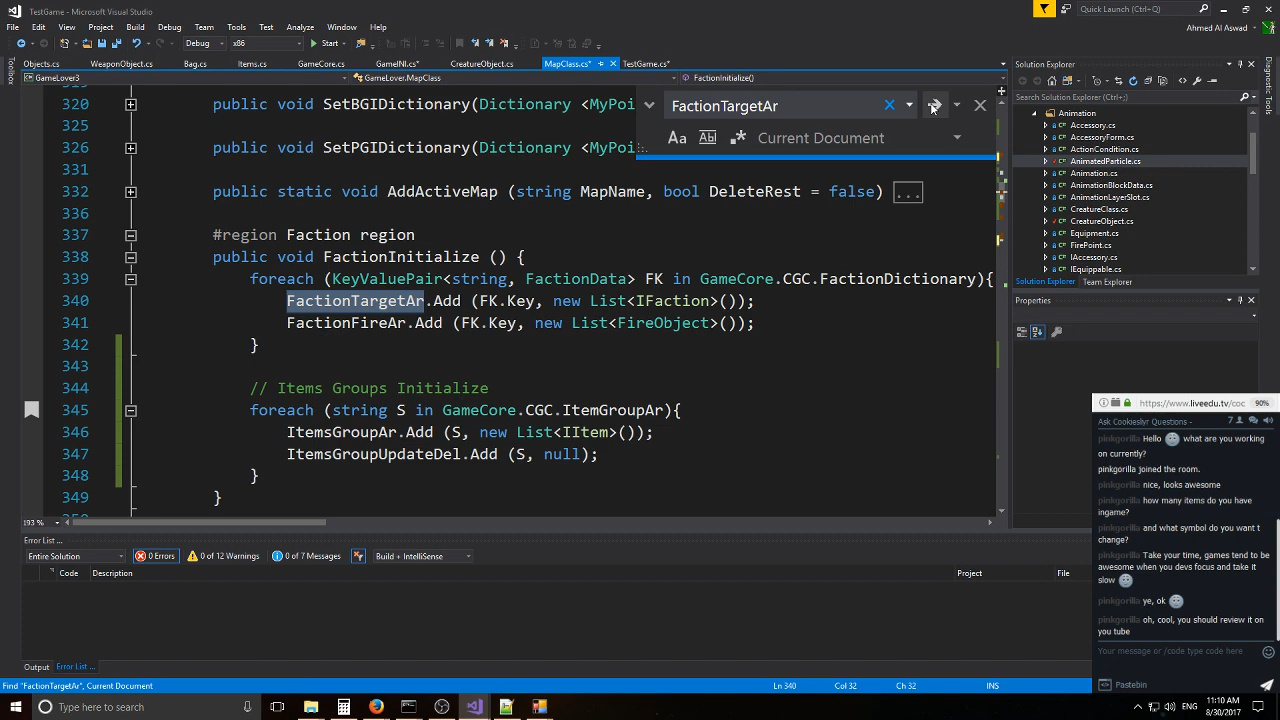 TestGame - Microsoft Visual Studio
Quick Launch (Ctrl+Q)
File Edit View Project Build Debug Team Tools Test Analyze Window Help
Ahmed Al Aswad
Debug x86 Start
Objects.cs WeaponObject.cs Bag.cs Items.cs GameCore.cs GameINI.cs* CreatureObject.cs MapClass.cs* TestGame.cs*
GameLover3 GameLover.MapClass FactionInitialize()
320 public void SetBGIDictionary(Dictionary <MyPoi
325
326 public void SetPGIDictionary(Dictionary <MyPoi
331
332 public static void AddActiveMap (string MapName, bool DeleteRest = false) ...
336
337 #region Faction region
338 public void FactionInitialize () {
339 foreach (KeyValuePair<string, FactionData> FK in GameCore.CGC.FactionDictionary){
340 FactionTargetAr.Add (FK.Key, new List<IFaction>());
341 FactionFireAr.Add (FK.Key, new List<FireObject>());
342 }
343
344 // Items Groups Initialize
345 foreach (string S in GameCore.CGC.ItemGroupAr){
346 ItemsGroupAr.Add (S, new List<IItem>());
347 ItemsGroupUpdateDel.Add (S, null);
348 }
349 }
193 %
FactionTargetAr
Aa Abl Current Document
Toolbox
Diagnostic Tools
Solution Explorer
Search Solution Explorer (Ctrl+;)
Animation
Accessory.cs
AccessoryForm.cs
ActionCondition.cs
AnimatedParticle.cs
Animation.cs
AnimationBlockData.cs
AnimationLayerSlot.cs
CreatureClass.cs
CreatureObject.cs
Equipment.cs
FirePoint.cs
IEquippable.cs
Solution Explorer Team Explorer
Properties
https://www.liveedu.tv/coc 90%
Ask Cookiesliyr Questions - 7
pinkgorilla Hello what are you working
on currently?
pinkgorilla joined the room.
pinkgorilla nice, looks awesome
pinkgorilla how many items do you have
ingame?
pinkgorilla and what symbol do you want t
change?
pinkgorilla Take your time, games tend to be
awesome when you devs focus and take it
slow
pinkgorilla ye, ok
pinkgorilla oh, cool, you should review it on
you tube
Your message or /code type code here
Pastebin
Error List ...
Entire Solution 0 Errors 0 of 12 Warnings 0 of 7 Messages Build + IntelliSense
Code Description Project File
Output Error List ...
Find "FactionTargetAr", Current Document Ln 340 Col 32 Ch 32 INS
Type here to search
ENG
11:10 AM
8/30/2017